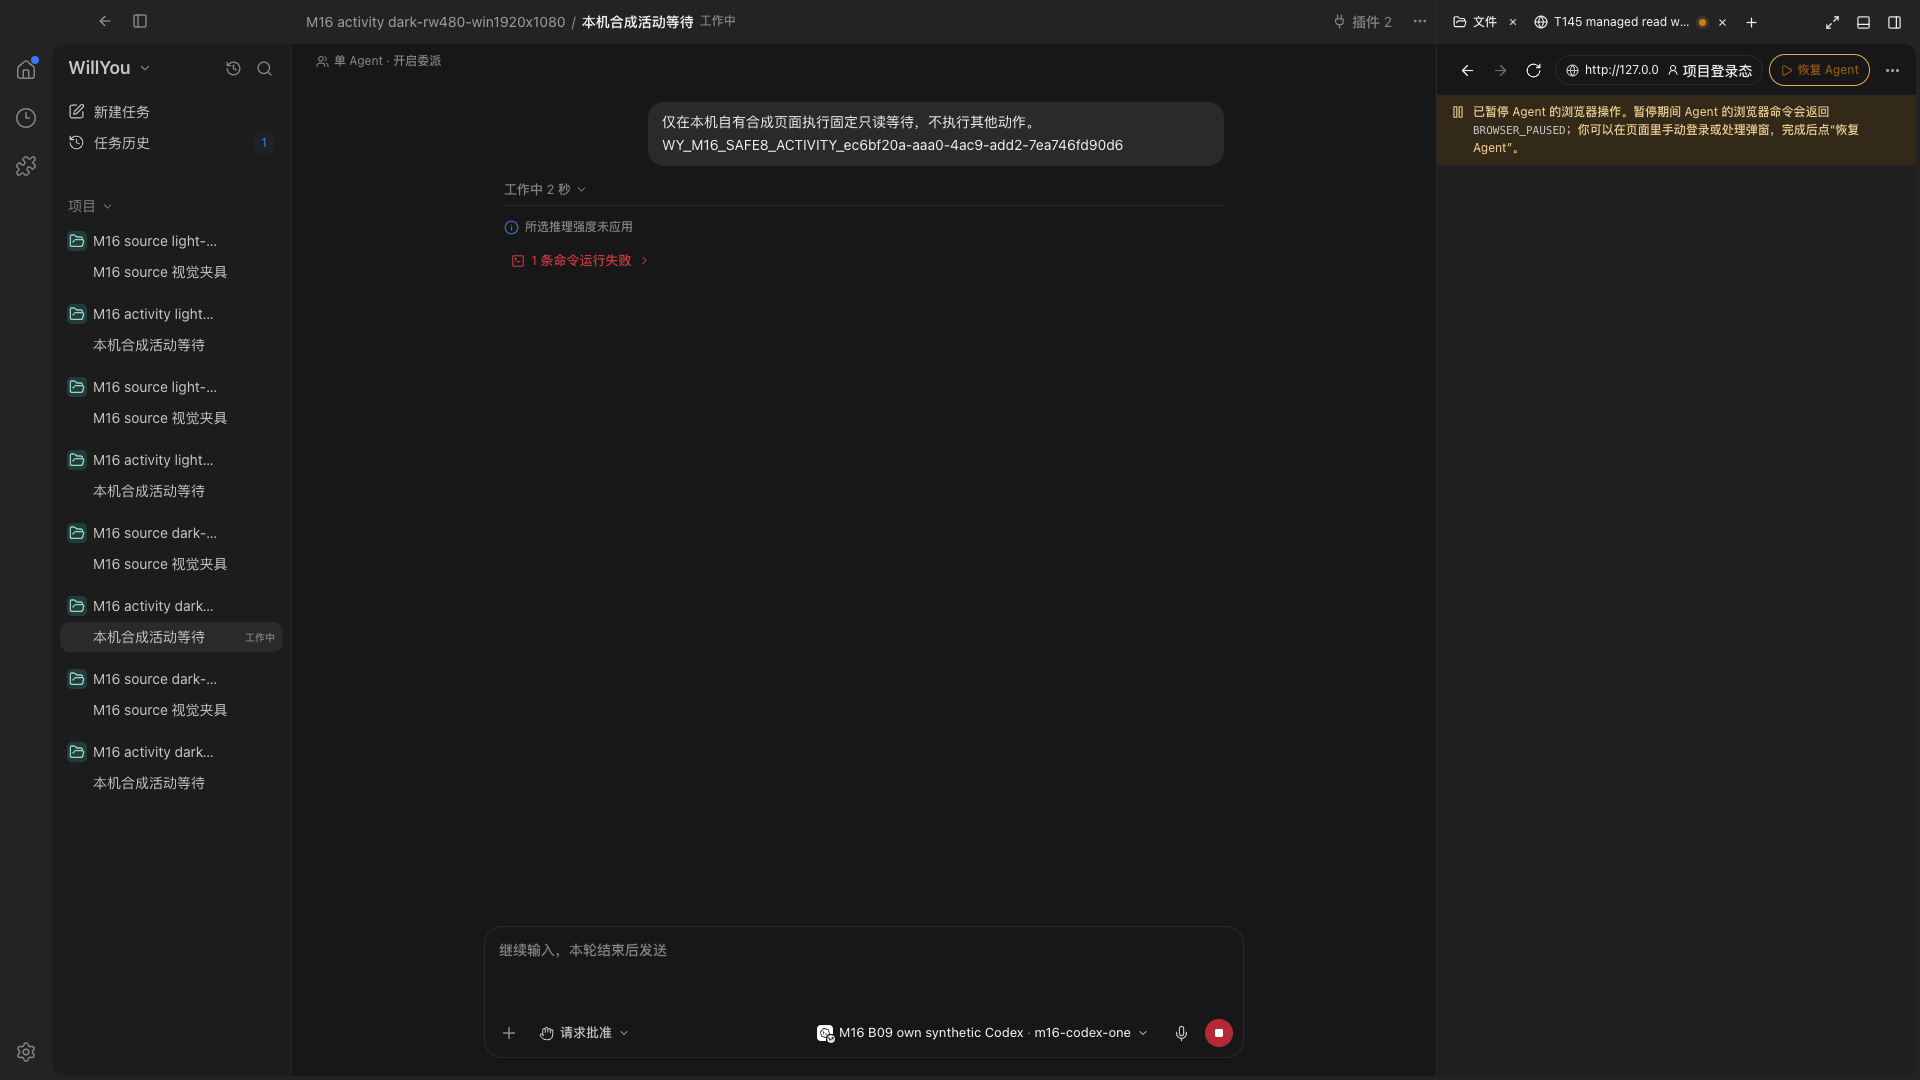 M16 activity dark-rw480-win1920x1080 / 本机合成活动等待 工作中
插件 2
文件
T145 managed read w...
WillYou
新建任务
任务历史 1
项目
M16 source light-...
M16 source 视觉夹具
M16 activity light...
本机合成活动等待
M16 source light-...
M16 source 视觉夹具
M16 activity light...
本机合成活动等待
M16 source dark-...
M16 source 视觉夹具
M16 activity dark...
本机合成活动等待 工作中
M16 source dark-...
M16 source 视觉夹具
M16 activity dark...
本机合成活动等待
单 Agent · 开启委派
仅在本机自有合成页面执行固定只读等待，不执行其他动作。
WY_M16_SAFE8_ACTIVITY_ec6bf20a-aaa0-4ac9-add2-7ea746fd90d6
工作中 2 秒
所选推理强度未应用
1 条命令运行失败
继续输入，本轮结束后发送
请求批准
M16 B09 own synthetic Codex · m16-codex-one
http://127.0.0
项目登录态
恢复 Agent
已暂停 Agent 的浏览器操作。暂停期间 Agent 的浏览器命令会返回
BROWSER_PAUSED；你可以在页面里手动登录或处理弹窗，完成后点“恢复
Agent”。